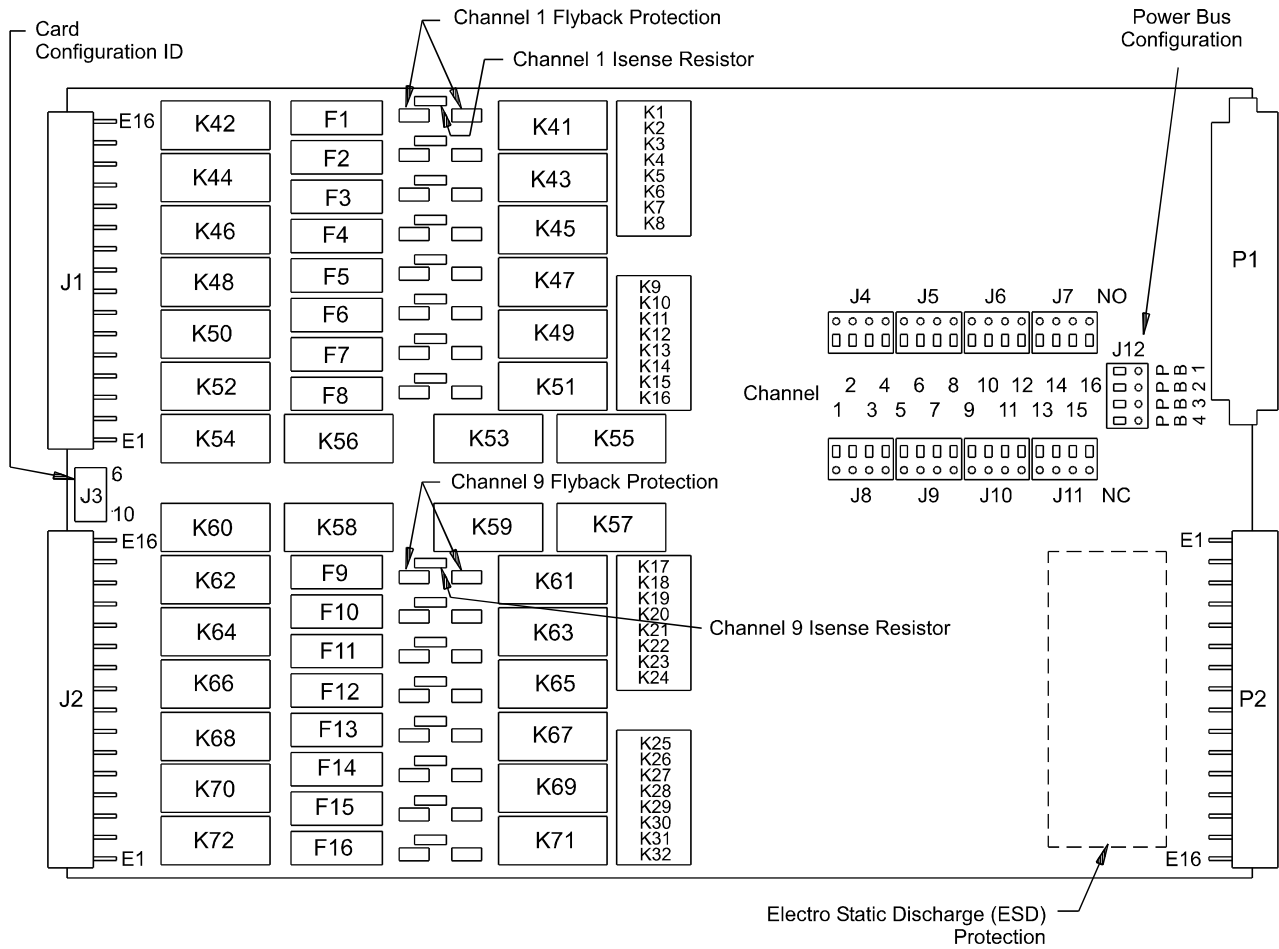 Card
Configuration ID
Channel 1 Flyback Protection
Channel 1 Isense Resistor
Power Bus
Configuration
J1
E16
E1
K42
K44
K46
K48
K50
K52
K54
F1
F2
F3
F4
F5
F6
F7
F8
K56
K41
K43
K45
K47
K49
K51
K53
K55
K1
K2
K3
K4
K5
K6
K7
K8
K9
K10
K11
K12
K13
K14
K15
K16
J4 J5 J6 J7 NO
Channel
2 4 6 8 10 12 14 16
1 3 5 7 9 11 13 15
J8 J9 J10 J11 NC
J12
PB1
PB2
PB3
PB4
P1
J3
6
10
Channel 9 Flyback Protection
Channel 9 Isense Resistor
J2
E16
E1
K60
K62
K64
K66
K68
K70
K72
K58
F9
F10
F11
F12
F13
F14
F15
F16
K59
K57
K61
K63
K65
K67
K69
K71
K17
K18
K19
K20
K21
K22
K23
K24
K25
K26
K27
K28
K29
K30
K31
K32
E1
E16
P2
Electro Static Discharge (ESD)
Protection